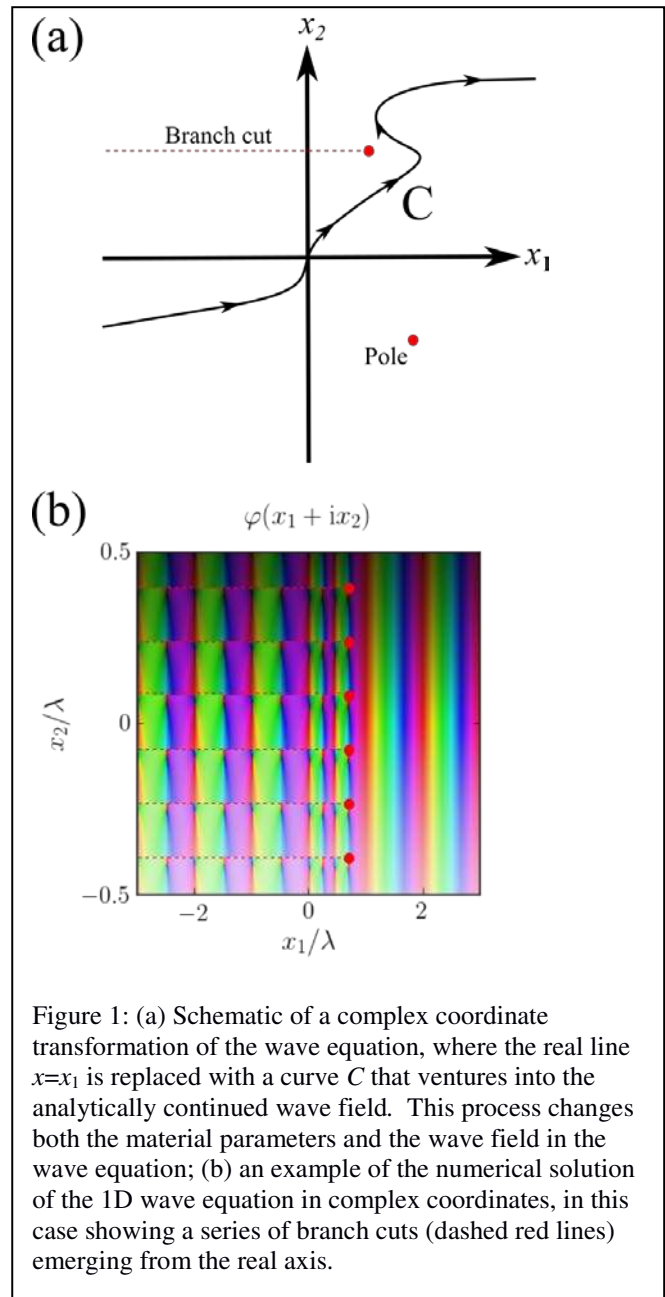 (a)
x₂
Branch cut
C
x₁
Pole
(b)
φ(x₁ + ix₂)
0.5
x₂/λ
0
−0.5
−2
0
2
x₁/λ
Figure 1: (a) Schematic of a complex coordinate
transformation of the wave equation, where the real line
x=x₁ is replaced with a curve C that ventures into the
analytically continued wave field.  This process changes
both the material parameters and the wave field in the
wave equation; (b) an example of the numerical solution
of the 1D wave equation in complex coordinates, in this
case showing a series of branch cuts (dashed red lines)
emerging from the real axis.